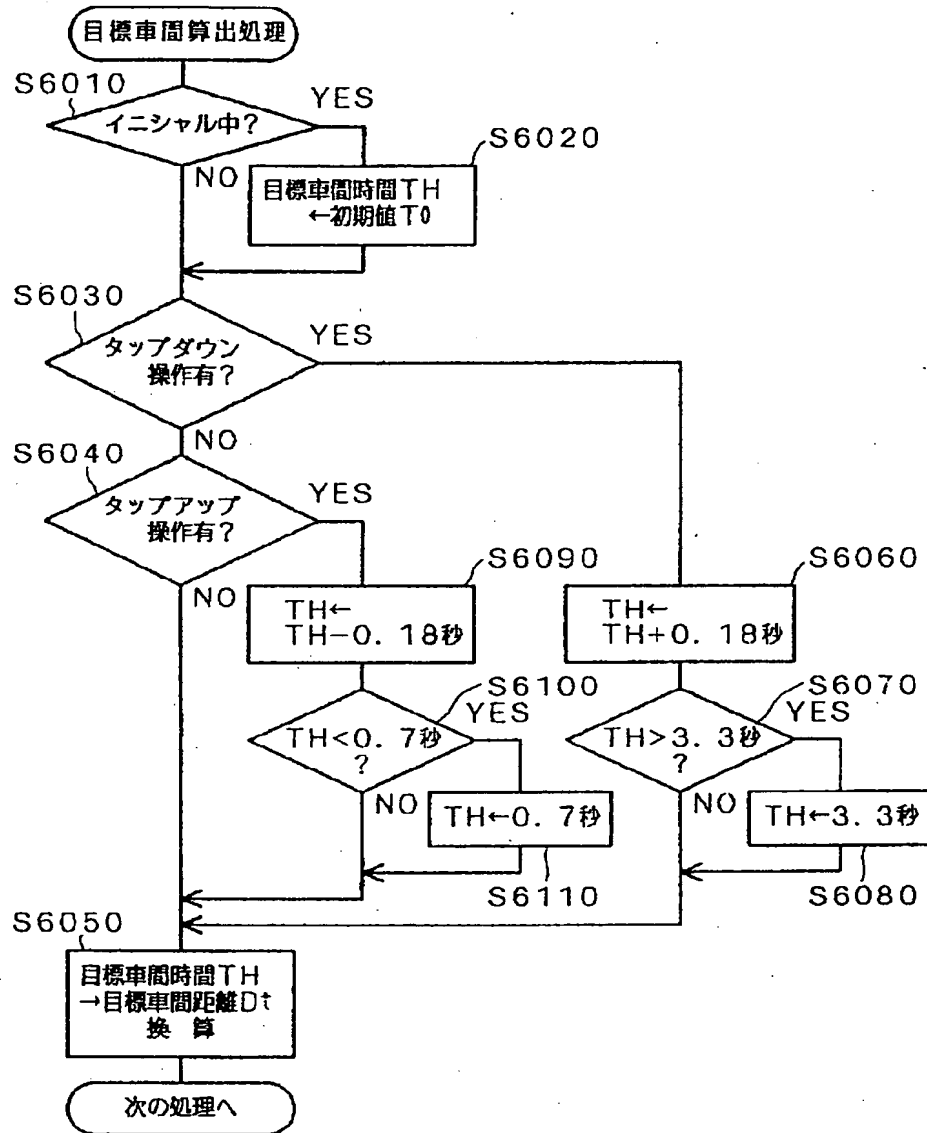 目標車間算出処理
S6010
YES
イニシャル中?
S6020
NO
目標車間時間TH
←初期値T0
S6030
YES
タップダウン
操作有?
NO
S6040
YES
タップアップ
操作有?
NO
S6090
S6060
TH←
TH-0.18秒
TH←
TH+0.18秒
S6100
S6070
YES
YES
TH<0.7秒
?
TH>3.3秒
?
NO
NO
TH←0.7秒
TH←3.3秒
S6110
S6080
S6050
目標車間時間TH
→目標車間距離Dt
換 算
次の処理へ